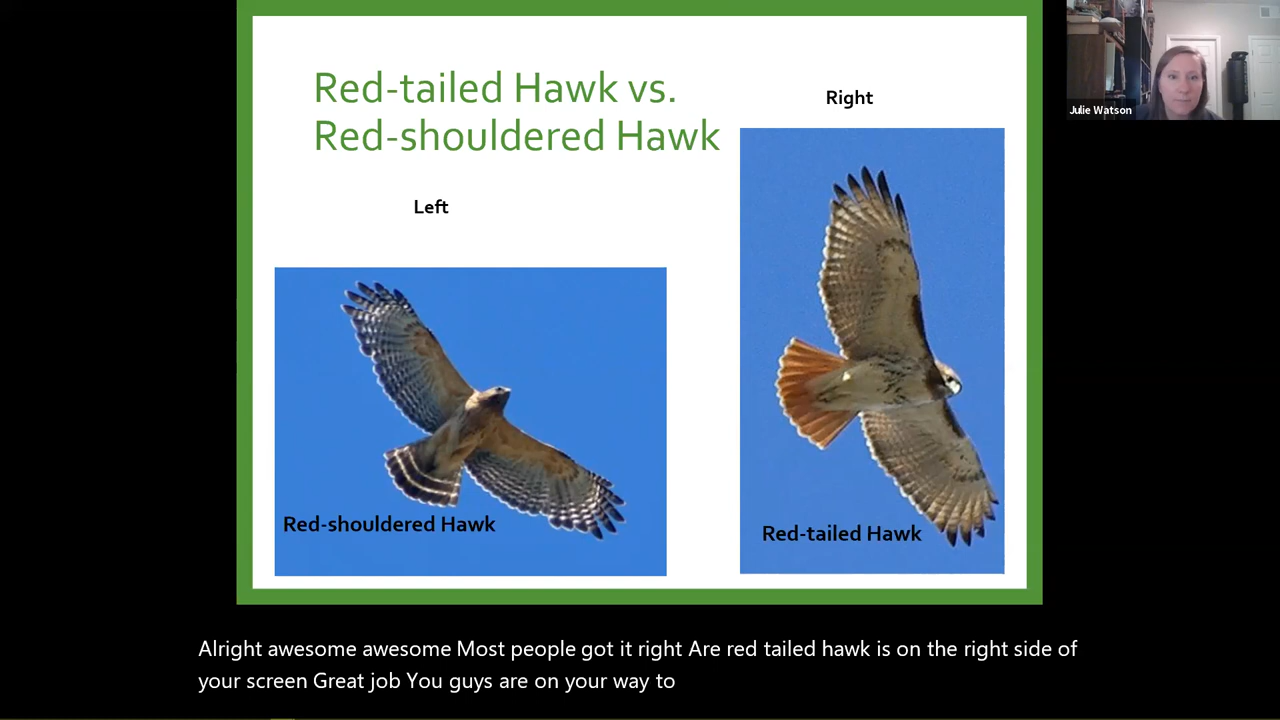 Red-tailed Hawk vs.
Red-shouldered Hawk
Right
Left
Julie Watson
Red-shouldered Hawk
Red-tailed Hawk
Alright awesome awesome Most people got it right Are red tailed hawk is on the right side of
your screen Great job You guys are on your way to